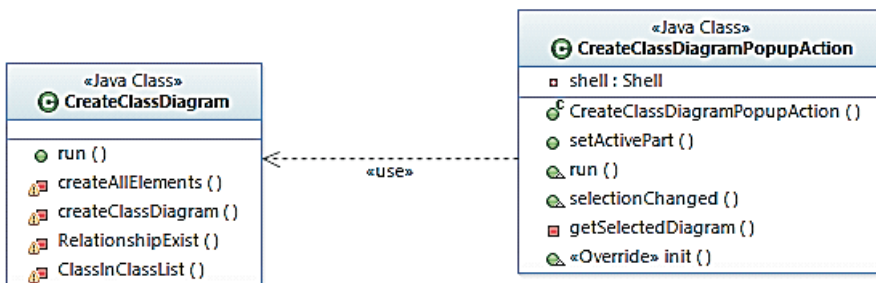 «Java Class»
CreateClassDiagram
run ()
createAllElements ()
createClassDiagram ()
RelationshipExist ()
ClassInClassList ()
«use»
«Java Class»
CreateClassDiagramPopupAction
shell : Shell
CreateClassDiagramPopupAction ()
setActivePart ()
run ()
selectionChanged ()
getSelectedDiagram ()
«Override» init ()